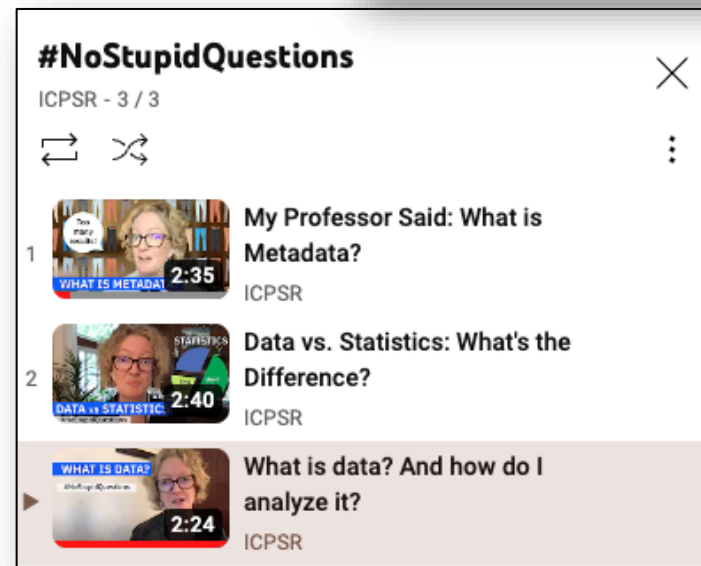 #NoStupidQuestions
ICPSR - 3 / 3
1
Too
many
results!
WHAT IS METADAT
2:35
My Professor Said: What is
Metadata?
ICPSR
2
STATISTICS
DATA vs STATISTIC
2:40
Data vs. Statistics: What's the
Difference?
ICPSR
WHAT IS DATA?
#NoStupidQuestions
2:24
What is data? And how do I
analyze it?
ICPSR